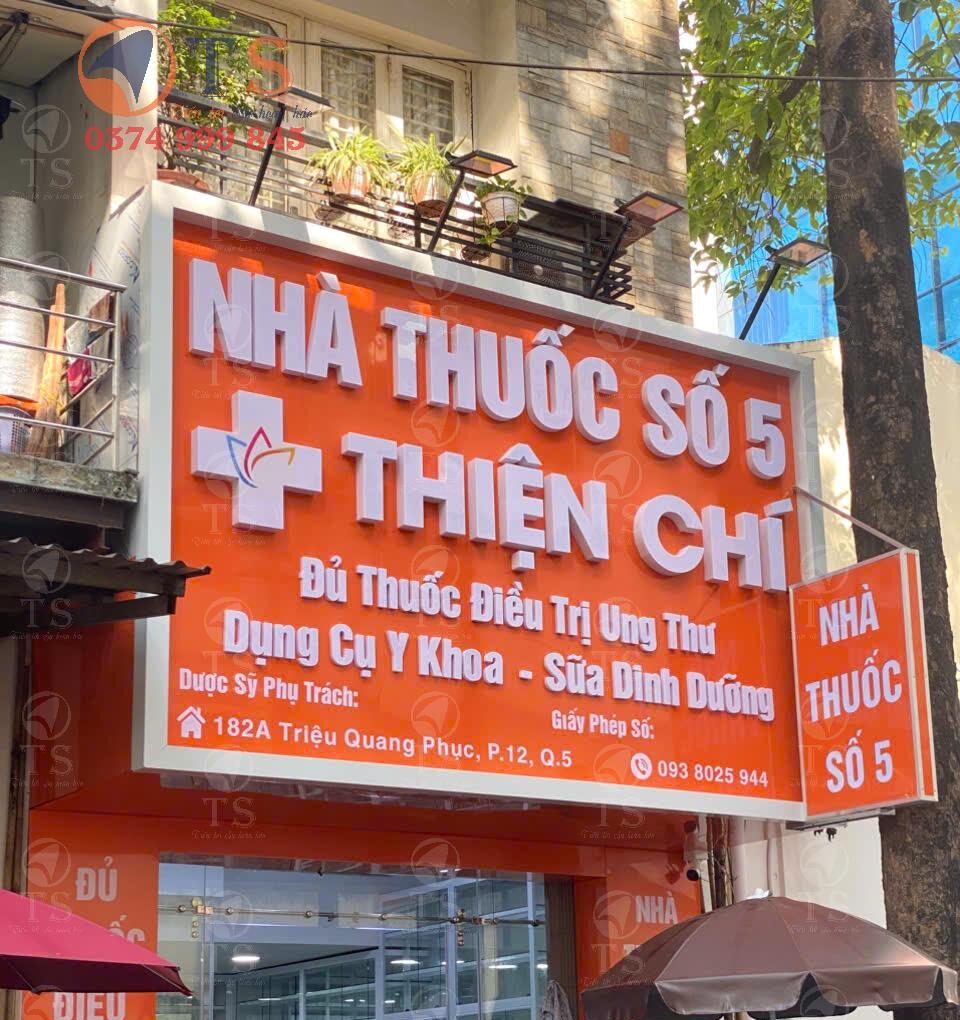 TS
0374 999 845
NHÀ THUỐC SỐ 5
THIỆN CHÍ
Đủ Thuốc Điều Trị Ung Thư
Dụng Cụ Y Khoa - Sữa Dinh Dưỡng
Dược Sỹ Phụ Trách:
Giấy Phép Số:
182A Triệu Quang Phục, P.12, Q.5
093 8025 944
NHÀ
THUỐC
SỐ 5
ĐỦ
ĐIỀU
NHÀ